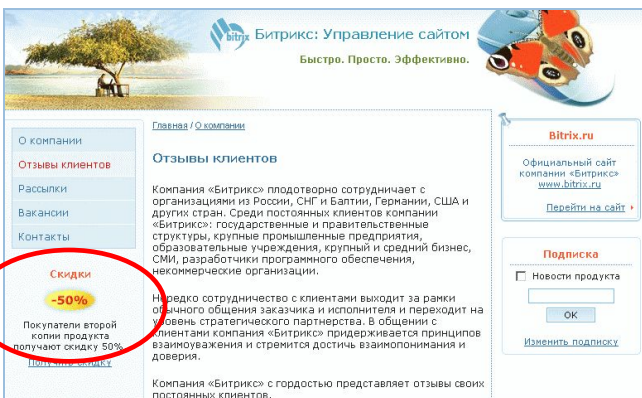 bitrix
Битрикс: Управление сайтом
Быстро. Просто. Эффективно.
О компании
Отзывы клиентов
Рассылки
Вакансии
Контакты
Скидки
-50%
Покупатели второй
копии продукта
получают скидку 50%
Получить скидку
Главная / О компании
Отзывы клиентов
Компания «Битрикс» плодотворно сотрудничает с
организациями из России, СНГ и Балтии, Германии, США и
других стран. Среди постоянных клиентов компании
«Битрикс»: государственные и правительственные
структуры, крупные промышленные предприятия,
образовательные учреждения, крупный и средний бизнес,
СМИ, разработчики программного обеспечения,
некоммерческие организации.
Нередко сотрудничество с клиентами выходит за рамки
обычного общения заказчика и исполнителя и переходит на
уровень стратегического партнерства. В общении с
клиентами компания «Битрикс» придерживается принципов
взаимоуважения и стремится достичь взаимопонимания и
доверия.
Компания «Битрикс» с гордостью представляет отзывы своих
постоянных клиентов.
Bitrix.ru
Официальный сайт
компании «Битрикс»
www.bitrix.ru
Перейти на сайт
Подписка
Новости продукта
OK
Изменить подписку